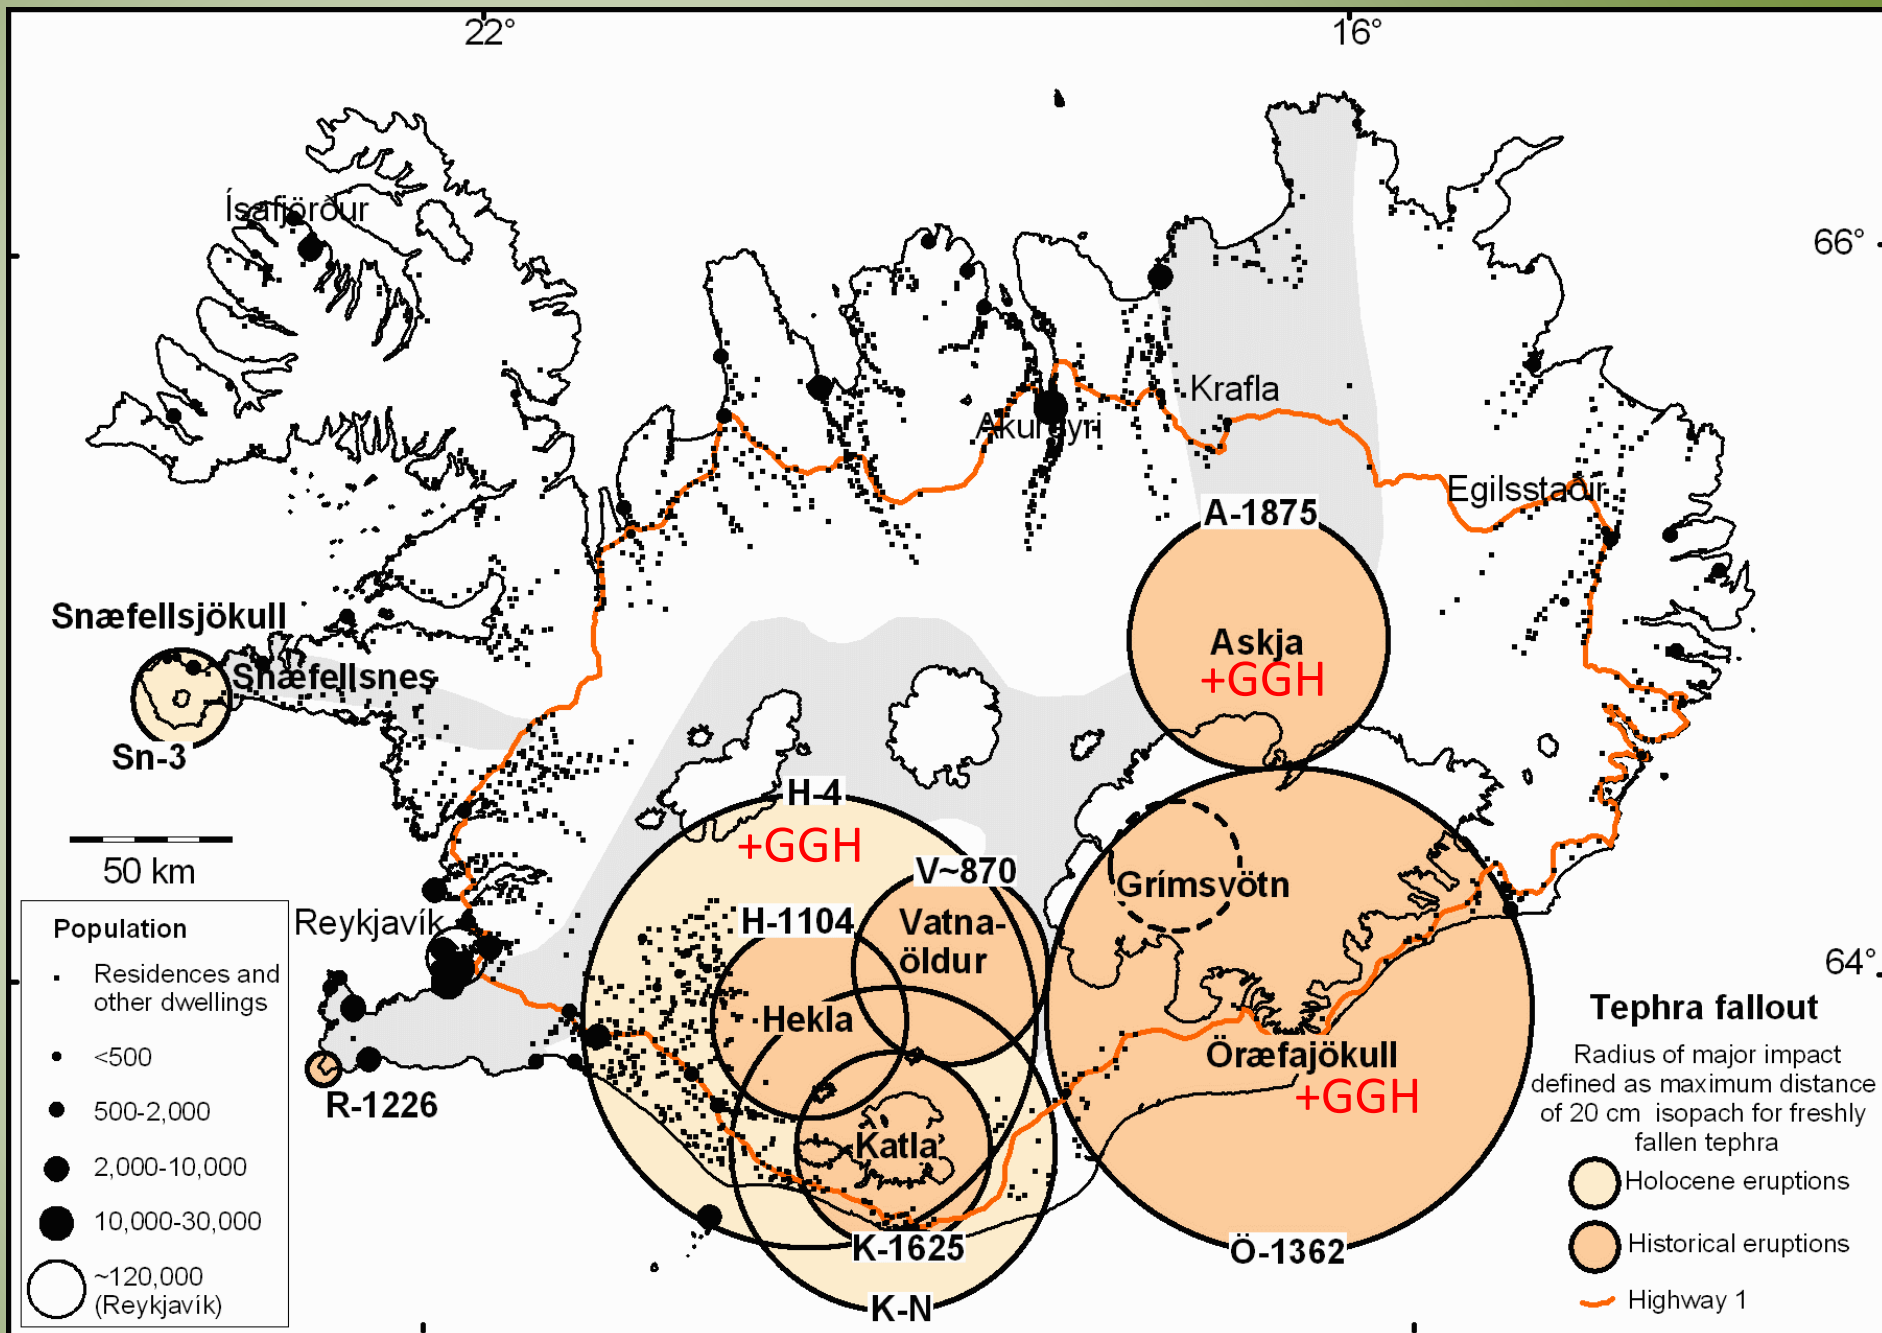 22°
16°
Ísafjörður
66°
Krafla
Akureyri
Egilsstaðir
A-1875
Snæfellsjökull
Askja
+GGH
Snæfellsnes
Sn-3
H-4
+GGH
50 km
V~870
Grímsvötn
H-1104
Vatna-
öldur
Reykjavík
64°
Hekla
Öræfajökull
+GGH
R-1226
Katla
K-1625
Ö-1362
K-N
Population
Residences and
other dwellings
<500
500-2,000
2,000-10,000
10,000-30,000
~120,000
(Reykjavík)
Tephra fallout
Radius of major impact
defined as maximum distance
of 20 cm isopach for freshly
fallen tephra
Holocene eruptions
Historical eruptions
Highway 1